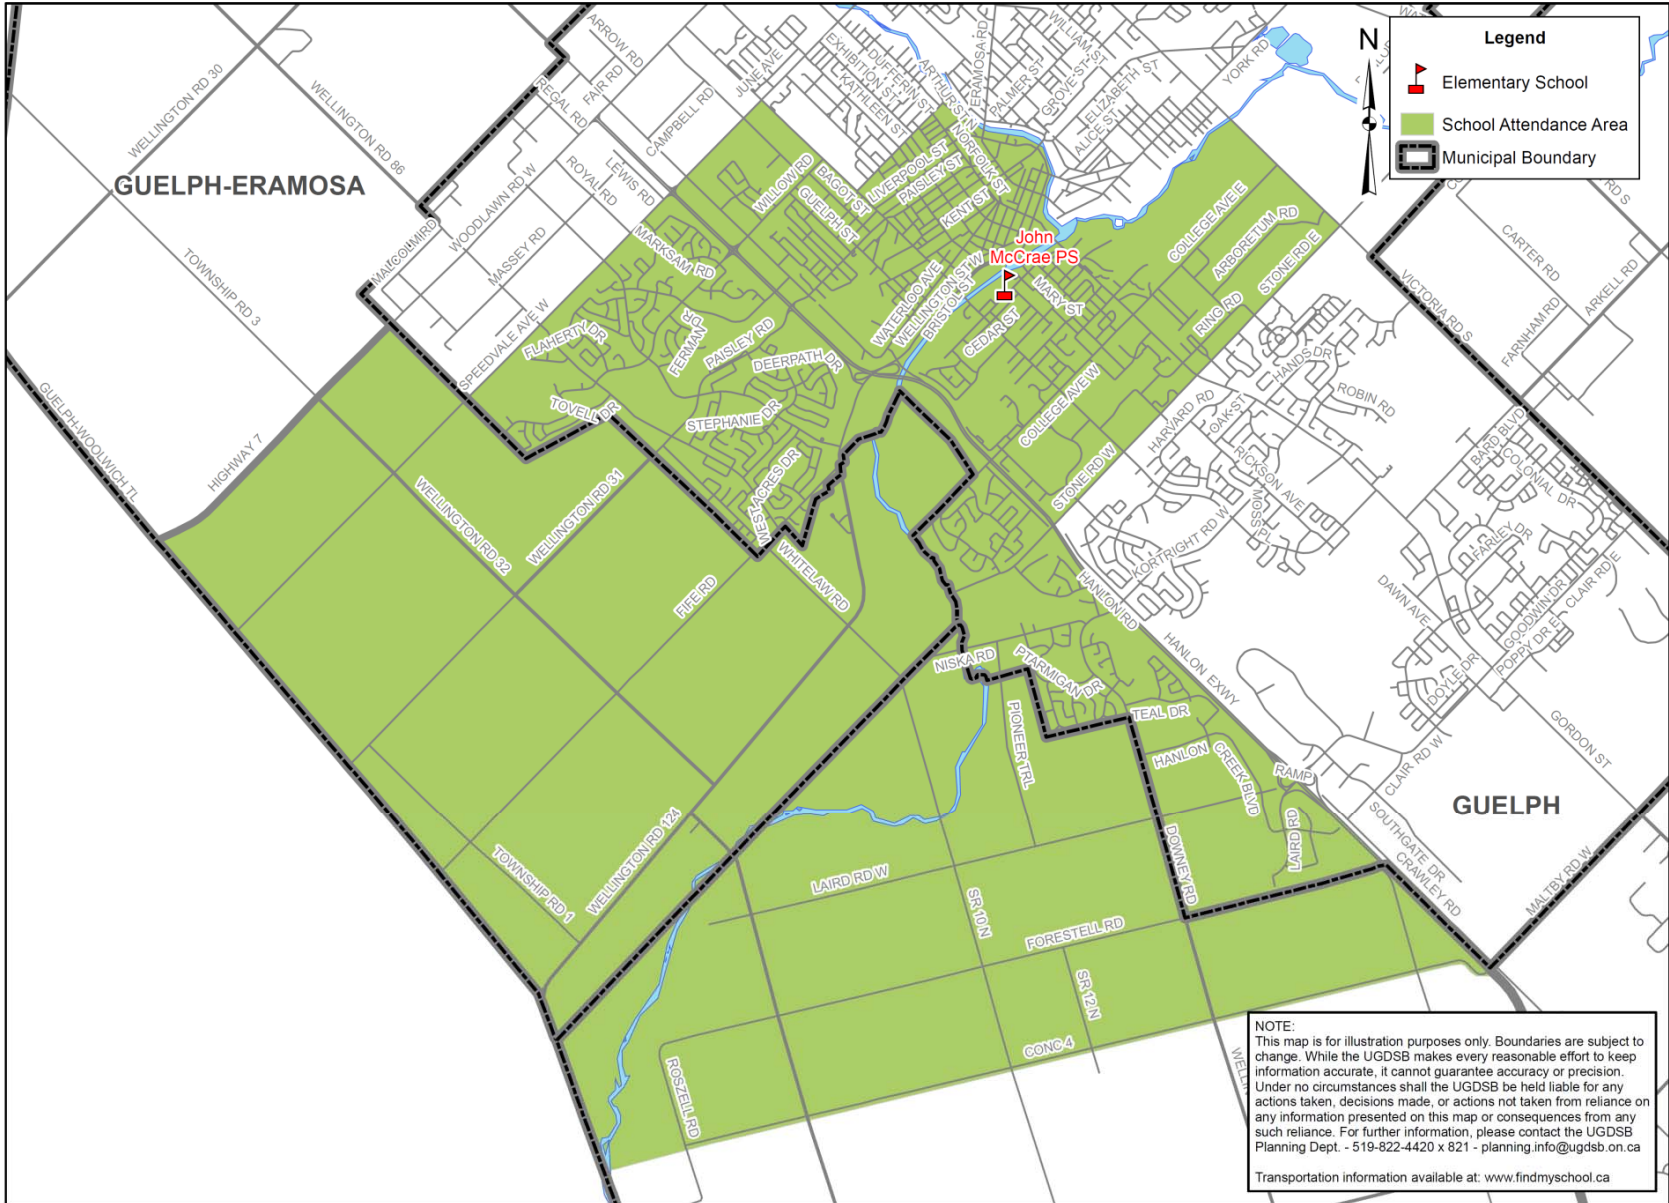 Legend
Elementary School
School Attendance Area
Municipal Boundary
N
GUELPH-ERAMOSA
GUELPH
John
McCrae PS
WELLINGTON RD 30
WELLINGTON RD 86
TOWNSHIP RD 3
GUELPH-WOOLWICH TL
HIGHWAY 7
ARROW RD
FAIR RD
REGAL RD
CAMPBELL RD
JUNE AVE
LEWIS RD
ROYAL RD
WOODLAWN RD W
MASSEY RD
MALCOLM RD
SPEEDVALE AVE W
EXHIBITION ST
DUFFERIN ST
KATHLEEN ST
ARTHUR ST N
ERAMOSA RD
WILLIAM ST
PALMER ST
GROVE ST
ELIZABETH ST
ALICE ST
YORK RD
NORFOLK ST
LIVERPOOL ST
PAISLEY ST
KENT ST
WILLOW RD
BAGOT ST
GUELPH ST
MARKSAM RD
FLAHERTY DR
FERMAN DR
PAISLEY RD
DEERPATH DR
STEPHANIE DR
TOVELL DR
WEST ACRES DR
WATERLOO AVE
WELLINGTON ST W
BRISTOL ST
CEDAR ST
MARY ST
COLLEGE AVE E
ARBORETUM RD
STONE RD E
RING RD
COLLEGE AVE W
STONE RD W
HARVARD RD
OAK ST
HANDS DR
ROBIN RD
RICKSON AVE
MOSS PL
KORTRIGHT RD W
VICTORIA RD S
CARTER RD
FARNHAM RD
ARKELL RD
RD S
BARD BLVD
COLONIAL DR
FARLEY DR
DAWN AVE
GOODWIN DR
CLAIR RD E
POPPY DR E
DOYLE DR
CLAIR RD W
GORDON ST
MALTBY RD W
SOUTHGATE DR
CRAWLEY RD
HANLON RD
HANLON EXWY
RAMP
LAIRD RD
HANLON
CREEK BLVD
TEAL DR
PTARMIGAN DR
NISKA RD
PIONEER TRL
DOWNEY RD
WELLINGTON RD 32
WELLINGTON RD 31
FIFE RD
WHITELAW RD
WELLINGTON RD 124
TOWNSHIP RD 1
LAIRD RD W
SR 10 N
FORESTELL RD
SR 12 N
CONC 4
ROSZELL RD
NOTE:
This map is for illustration purposes only. Boundaries are subject to
change. While the UGDSB makes every reasonable effort to keep
information accurate, it cannot guarantee accuracy or precision.
Under no circumstances shall the UGDSB be held liable for any
actions taken, decisions made, or actions not taken from reliance on
any information presented on this map or consequences from any
such reliance. For further information, please contact the UGDSB
Planning Dept. - 519-822-4420 x 821 - planning.info@ugdsb.on.ca
Transportation information available at: www.findmyschool.ca